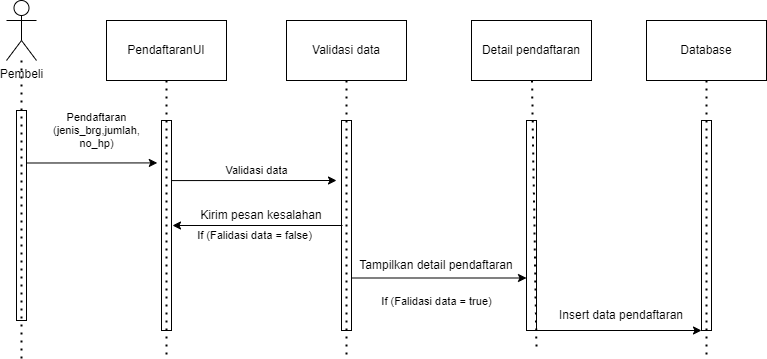 Pembeli
PendaftaranUI
Validasi data
Detail pendaftaran
Database
Pendaftaran
(jenis_brg,jumlah,
no_hp)
Validasi data
Kirim pesan kesalahan
If (Falidasi data = false)
Tampilkan detail pendaftaran
If (Falidasi data = true)
Insert data pendaftaran